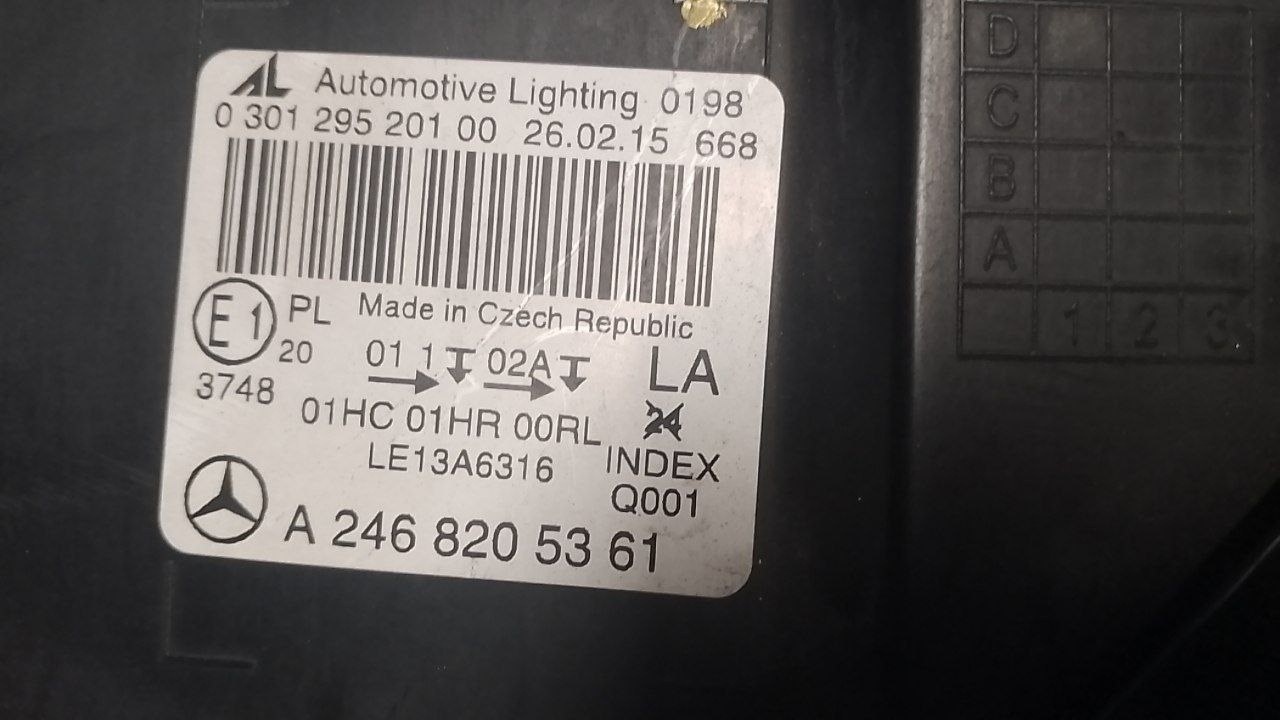 AL Automotive Lighting 0198
0 301 295 201 00 26.02.15 668
E1 PL Made in Czech Republic
20 01 1 02A LA
3748
01HC 01HR 00RL 24
LE13A6316 INDEX
Q001
A 246 820 53 61
D
C
B
A
1 2 3